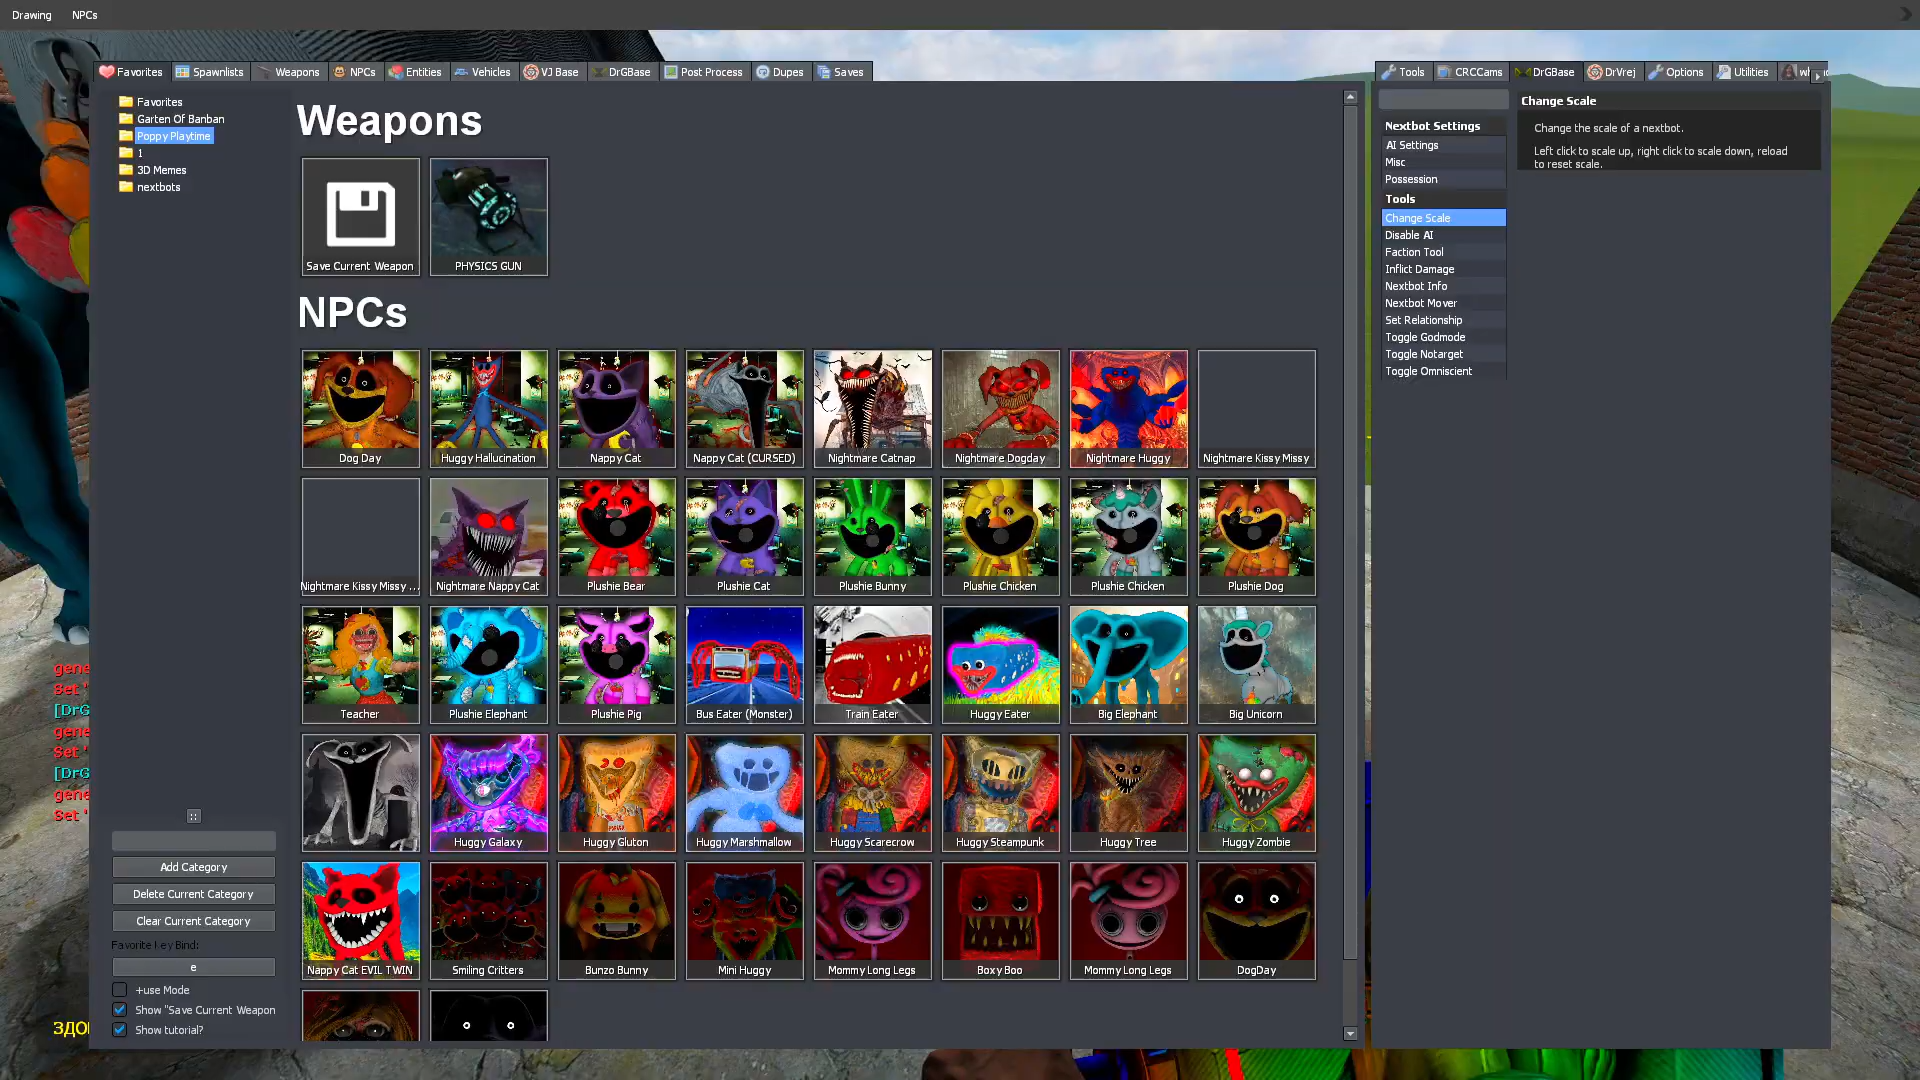 Drawing NPCs
Favorites Spawnlists Weapons NPCs Entities Vehicles VJ Base DrGBase Post Process Dupes Saves
Favorites
Garten Of Banban
Poppy Playtime
1
3D Memes
nextbots
Weapons
Save Current Weapon PHYSICS GUN
NPCs
Dog Day Huggy Hallucination Nappy Cat Nappy Cat (CURSED) Nightmare Catnap Nightmare Dogday Nightmare Huggy Nightmare Kissy Missy
Nightmare Kissy Missy ... Nightmare Nappy Cat Plushie Bear Plushie Cat Plushie Bunny Plushie Chicken Plushie Chicken Plushie Dog
Teacher Plushie Elephant Plushie Pig Bus Eater (Monster) Train Eater Huggy Eater Big Elephant Big Unicorn
Huggy Galaxy Huggy Gluton Huggy Marshmallow Huggy Scarecrow Huggy Steampunk Huggy Tree Huggy Zombie
Nappy Cat EVIL TWIN Smiling Critters Bunzo Bunny Mini Huggy Mommy Long Legs Boxy Boo Mommy Long Legs DogDay
gene
Set '
[DrG
gene
Set '
[DrG
gene
Set '
Add Category
Delete Current Category
Clear Current Category
Favorite Key Bind:
e
+use Mode
Show "Save Current Weapon
Show tutorial?
Tools CRCCams DrGBase DrVrej Options Utilities
Nextbot Settings
AI Settings
Misc
Possession
Tools
Change Scale
Disable AI
Faction Tool
Inflict Damage
Nextbot Info
Nextbot Mover
Set Relationship
Toggle Godmode
Toggle Notarget
Toggle Omniscient
Change Scale
Change the scale of a nextbot.
Left click to scale up, right click to scale down, reload
to reset scale.